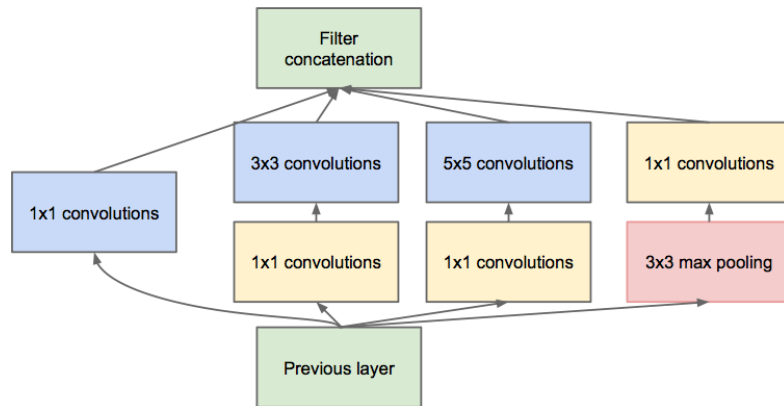 Filter
concatenation
3x3 convolutions
5x5 convolutions
1x1 convolutions
1x1 convolutions
1x1 convolutions
1x1 convolutions
3x3 max pooling
Previous layer